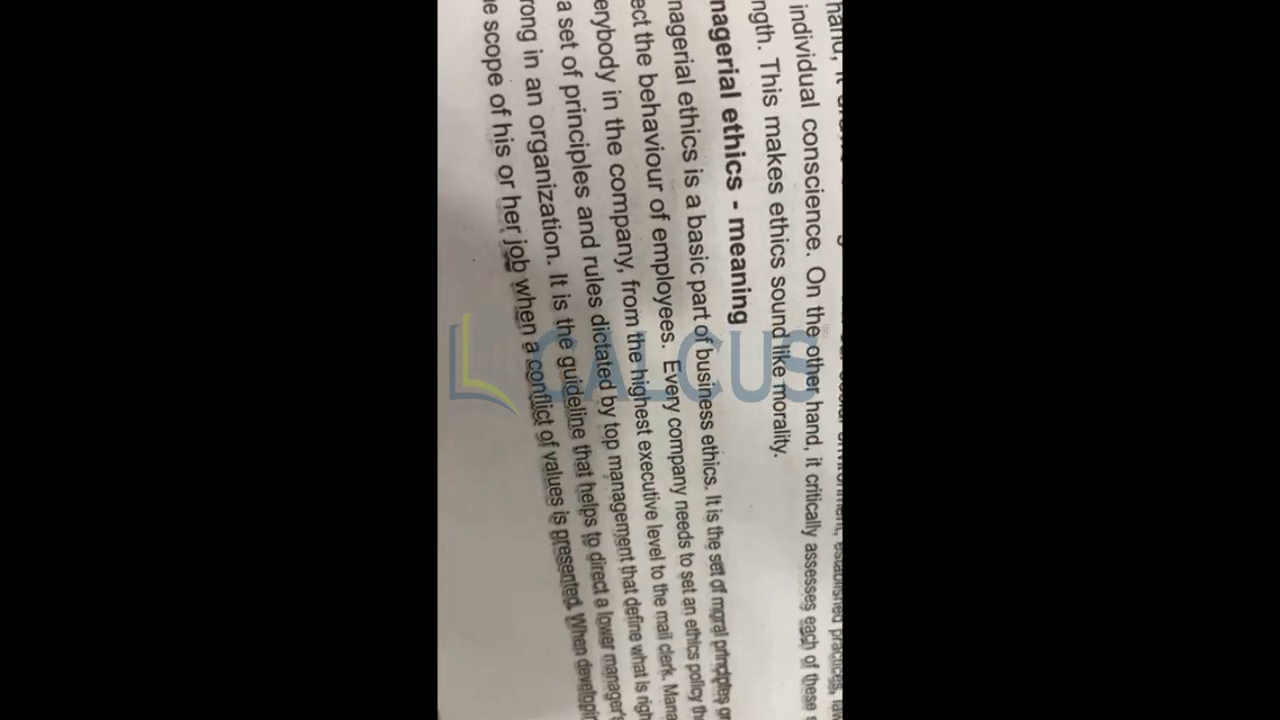 individual conscience. On the other hand, it critically assesses each of these
ngth. This makes ethics sound like morality.
nagerial ethics - meaning
nagerial ethics is a basic part of business ethics. It is the set of moral principles
ect the behaviour of employees. Every company needs to set an ethics policy
erybody in the company, from the highest executive level to the mail clerk.
a set of principles and rules dictated by top management that define what is
rong in an organization. It is the guideline that helps to direct a lower manager's
e scope of his or her job when a conflict of values is presented. When
CALCUS